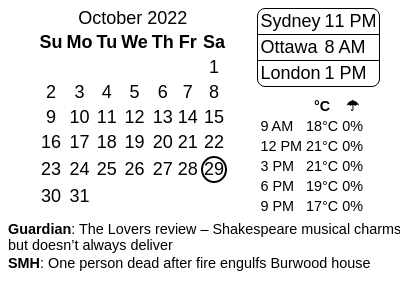 October 2022
Su Mo Tu We Th Fr Sa
1
2 3 4 5 6 7 8
9 10 11 12 13 14 15
16 17 18 19 20 21 22
23 24 25 26 27 28 29
30 31
Sydney 11 PM
Ottawa 8 AM
London 1 PM
°C ☂
9 AM 18°C 0%
12 PM 21°C 0%
3 PM 21°C 0%
6 PM 19°C 0%
9 PM 17°C 0%
Guardian: The Lovers review – Shakespeare musical charms
but doesn’t always deliver
SMH: One person dead after fire engulfs Burwood house